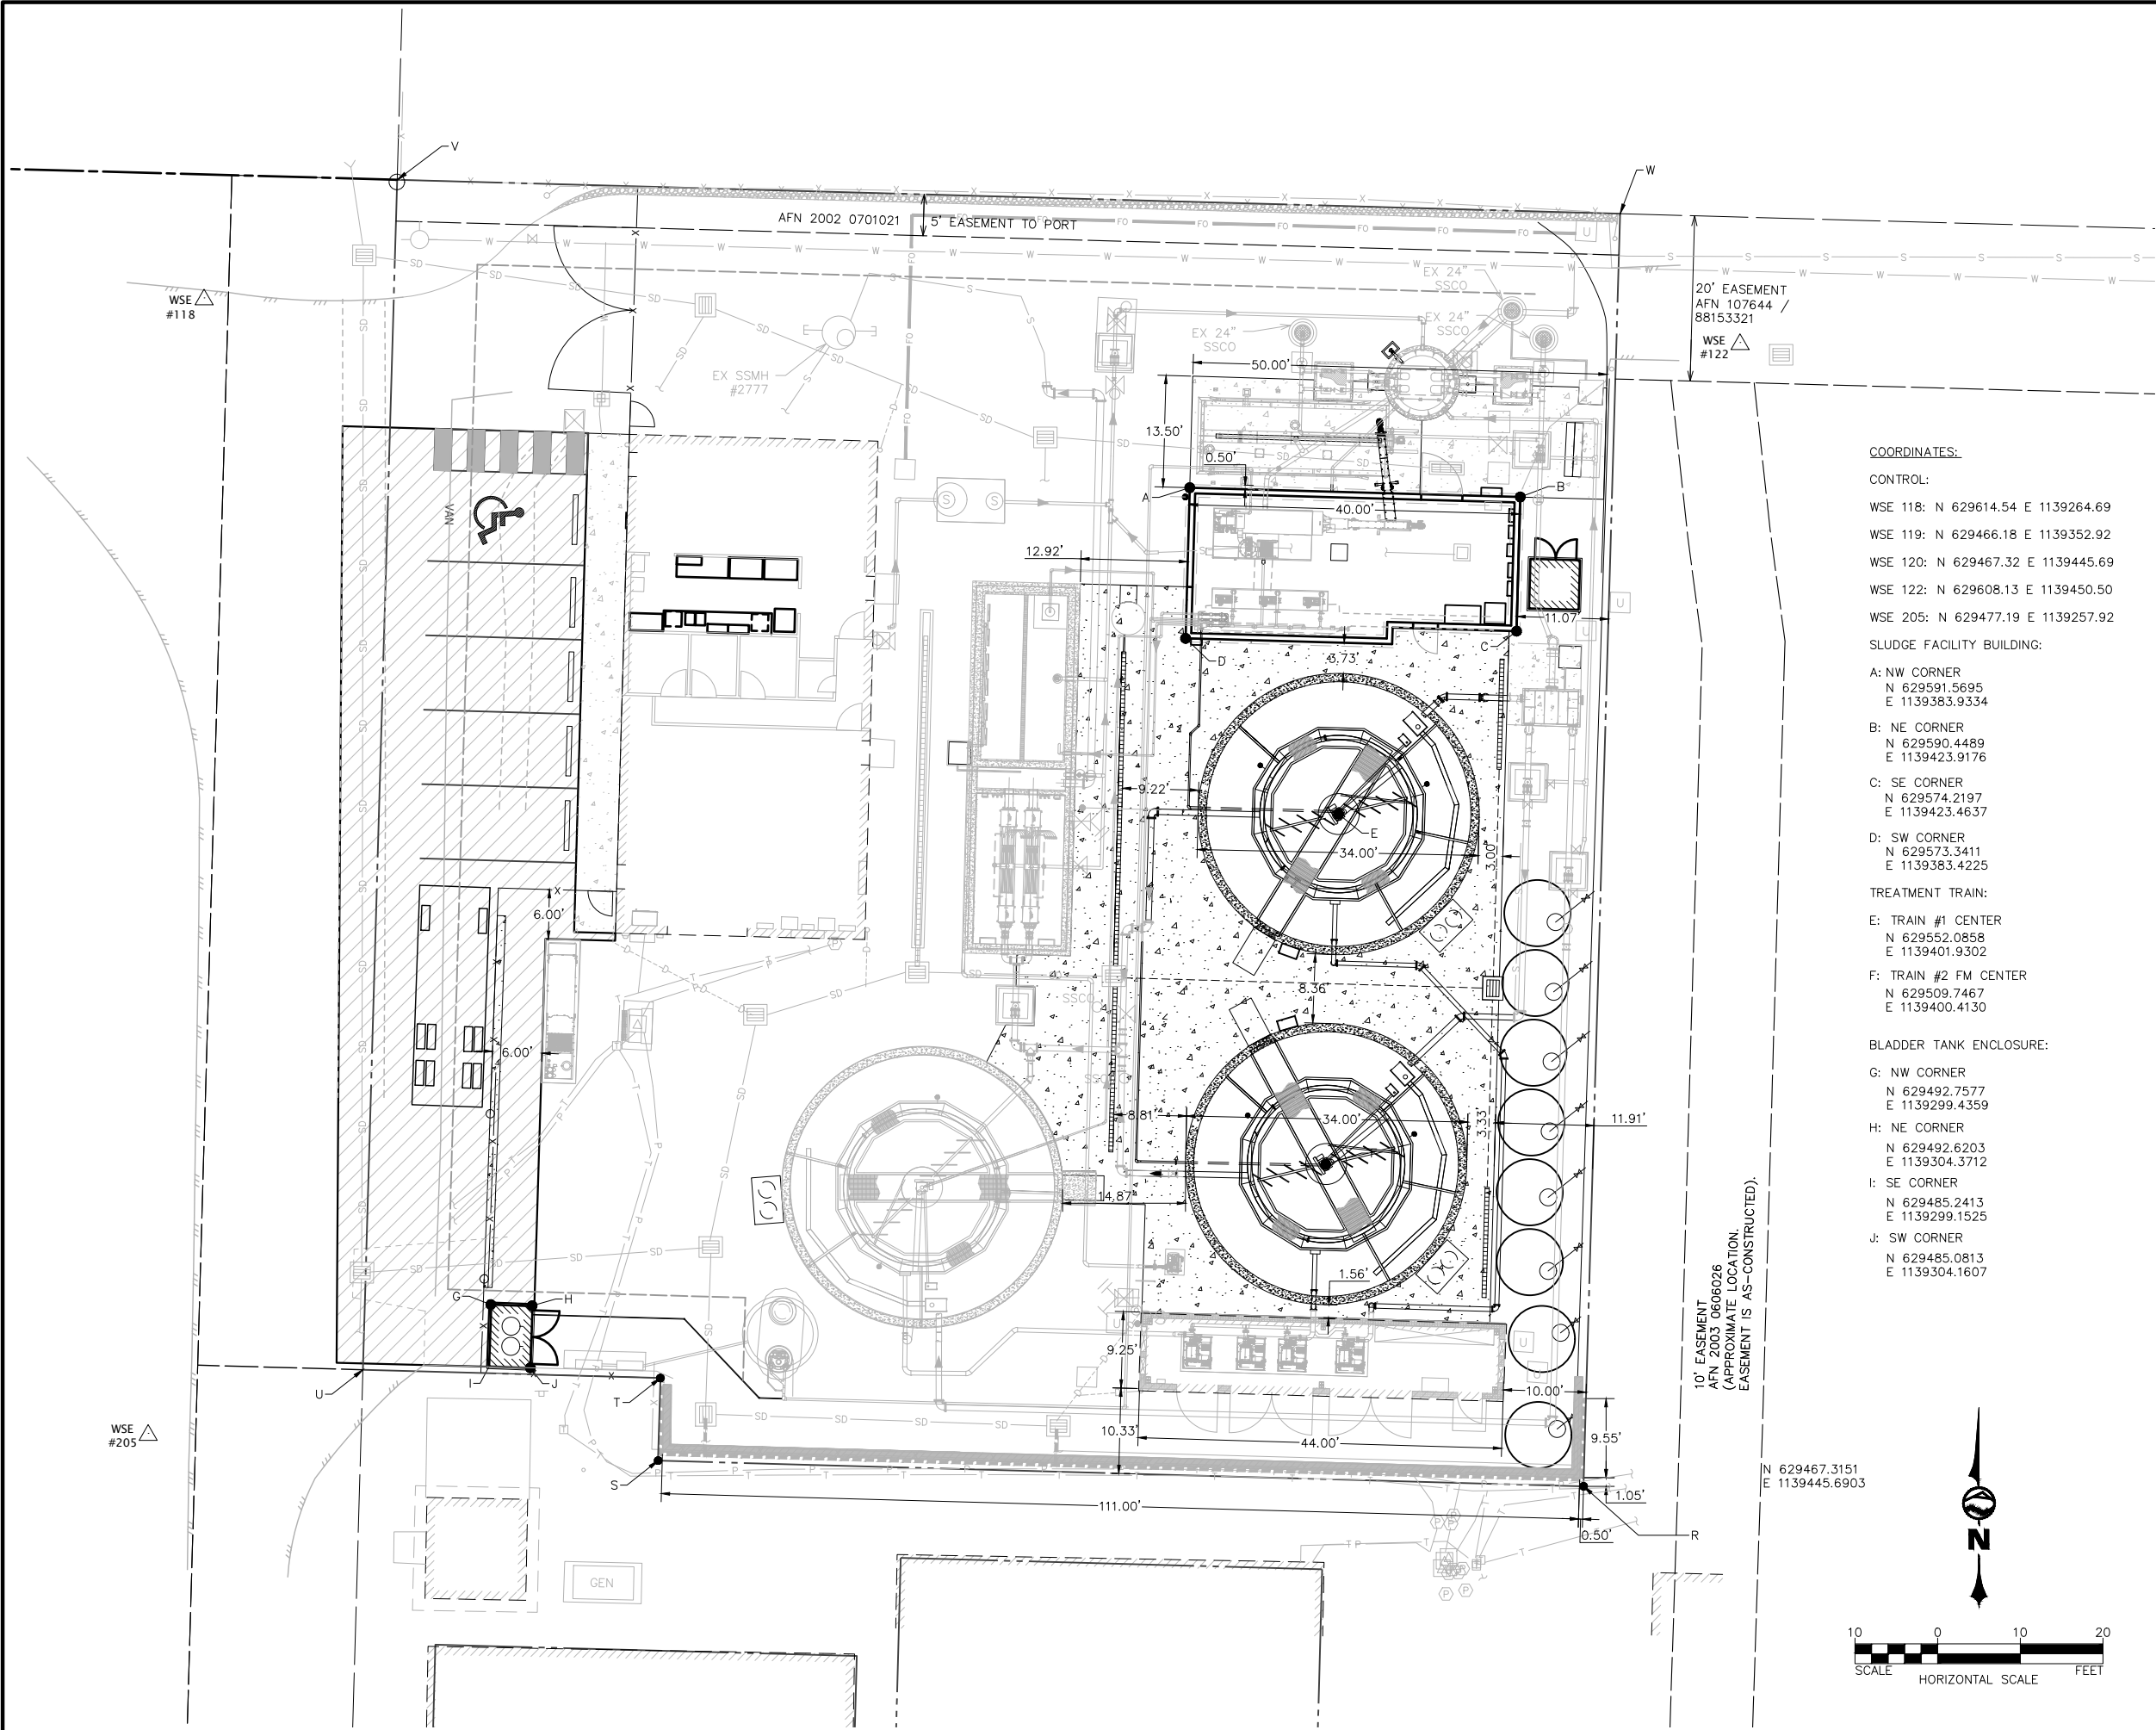 V
W
AFN 2002 0701021
5' EASEMENT TO PORT
20' EASEMENT
AFN 107644 /
88153321
WSE
#118
WSE
#122
EX 24"
SSCO
EX 24"
SSCO
EX 24"
SSCO
EX SSMH
#2777
50.00'
13.50'
0.50'
A
B
40.00'
12.92'
11.07
D
C
3.73'
VAN
9.22'
E
34.00'
3.00'
6.00'
8.36'
SSCO
6.00'
SSCO
8.81'
34.00'
3.33'
11.91'
14.87'
1.56'
G
H
9.25'
I
J
U
T
10.00'
10.33'
44.00'
9.55'
S
111.00'
1.05'
0.50'
R
WSE
#205
GEN
10' EASEMENT
AFN 2003 0606026
(APPROXIMATE LOCATION.
EASEMENT IS AS-CONSTRUCTED).
N 629467.3151
E 1139445.6903
COORDINATES:
CONTROL:
WSE 118: N 629614.54 E 1139264.69
WSE 119: N 629466.18 E 1139352.92
WSE 120: N 629467.32 E 1139445.69
WSE 122: N 629608.13 E 1139450.50
WSE 205: N 629477.19 E 1139257.92
SLUDGE FACILITY BUILDING:
A: NW CORNER
N 629591.5695
E 1139383.9334
B: NE CORNER
N 629590.4489
E 1139423.9176
C: SE CORNER
N 629574.2197
E 1139423.4637
D: SW CORNER
N 629573.3411
E 1139383.4225
TREATMENT TRAIN:
E: TRAIN #1 CENTER
N 629552.0858
E 1139401.9302
F: TRAIN #2 FM CENTER
N 629509.7467
E 1139400.4130
BLADDER TANK ENCLOSURE:
G: NW CORNER
N 629492.7577
E 1139299.4359
H: NE CORNER
N 629492.6203
E 1139304.3712
I: SE CORNER
N 629485.2413
E 1139299.1525
J: SW CORNER
N 629485.0813
E 1139304.1607
N
10 0 10 20
SCALE HORIZONTAL SCALE FEET